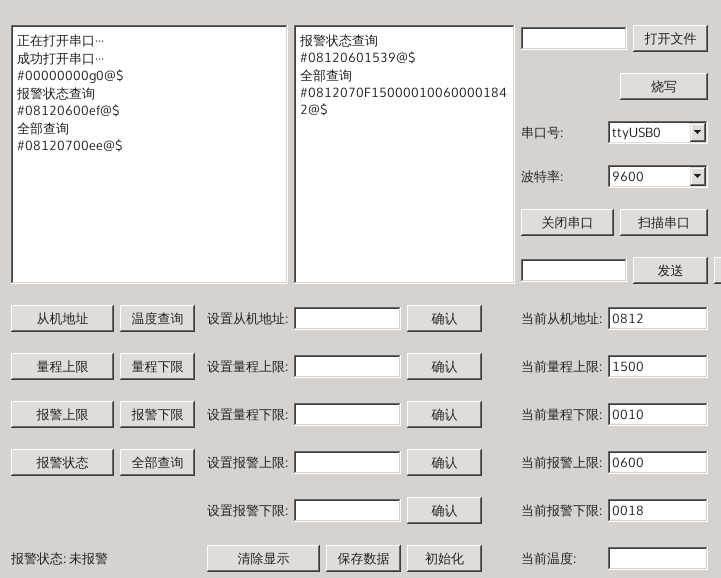 正在打开串口···
成功打开串口···
#00000000g0@$
报警状态查询
#08120600ef@$
全部查询
#08120700ee@$
报警状态查询
#08120601539@$
全部查询
#0812070F15000010060000184
2@$
打开文件
烧写
串口号: ttyUSB0
波特率: 9600
关闭串口 扫描串口
发送
从机地址 温度查询 设置从机地址: 确认 当前从机地址: 0812
量程上限 量程下限 设置量程上限: 确认 当前量程上限: 1500
报警上限 报警下限 设置量程下限: 确认 当前量程下限: 0010
报警状态 全部查询 设置报警上限: 确认 当前报警上限: 0600
设置报警下限: 确认 当前报警下限: 0018
报警状态: 未报警 清除显示 保存数据 初始化 当前温度: